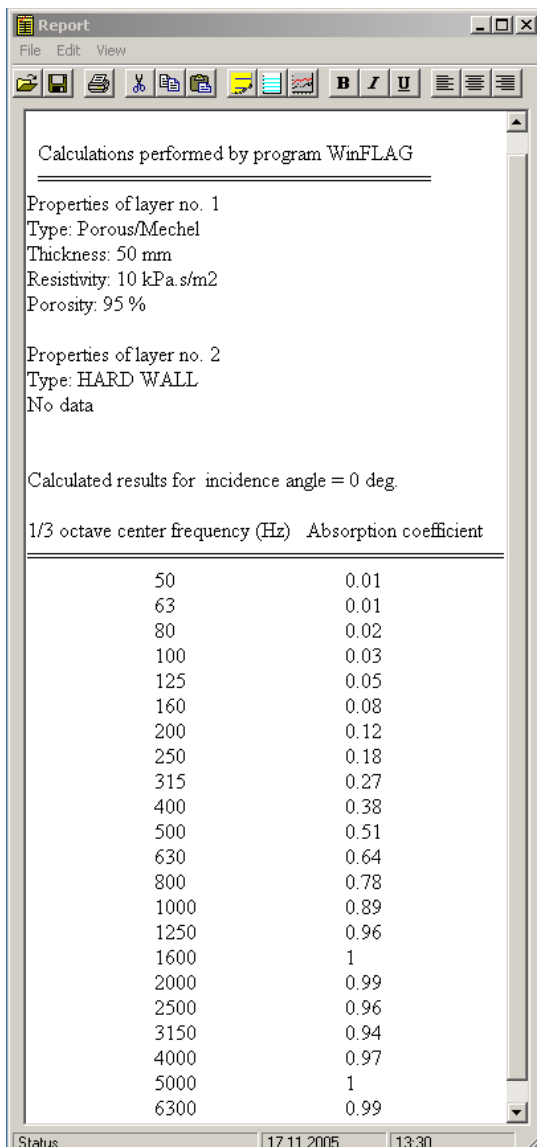 Report
File Edit View
B I U
Calculations performed by program WinFLAG
Properties of layer no. 1
Type: Porous/Mechel
Thickness: 50 mm
Resistivity: 10 kPa.s/m2
Porosity: 95 %
Properties of layer no. 2
Type: HARD WALL
No data
Calculated results for incidence angle = 0 deg.
1/3 octave center frequency (Hz) Absorption coefficient
50 0.01
63 0.01
80 0.02
100 0.03
125 0.05
160 0.08
200 0.12
250 0.18
315 0.27
400 0.38
500 0.51
630 0.64
800 0.78
1000 0.89
1250 0.96
1600 1
2000 0.99
2500 0.96
3150 0.94
4000 0.97
5000 1
6300 0.99
Status 17.11.2005 13:30